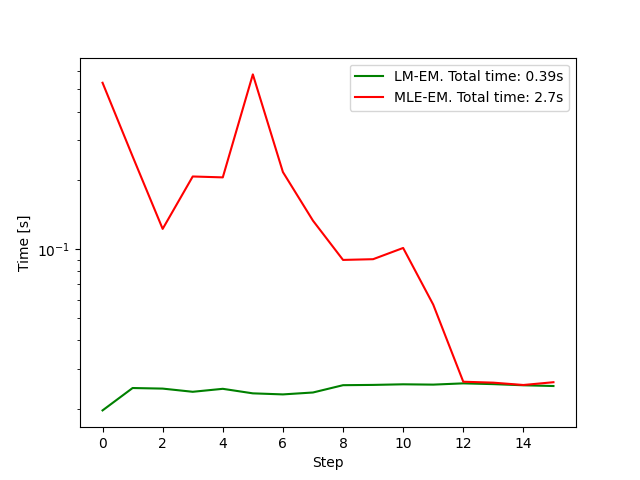 LM-EM. Total time: 0.39s
MLE-EM. Total time: 2.7s
Time [s]
10⁻¹
0 2 4 6 8 10 12 14
Step